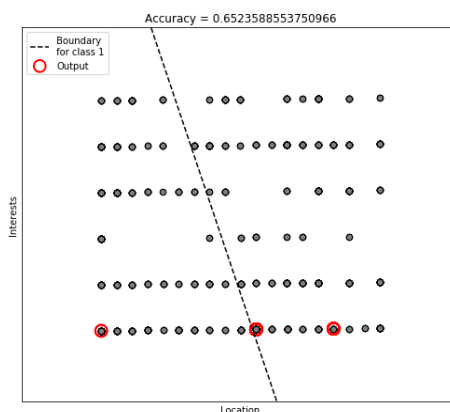 Accuracy = 0.6523588553750966
Boundary
for class 1
Output
Interests
Location